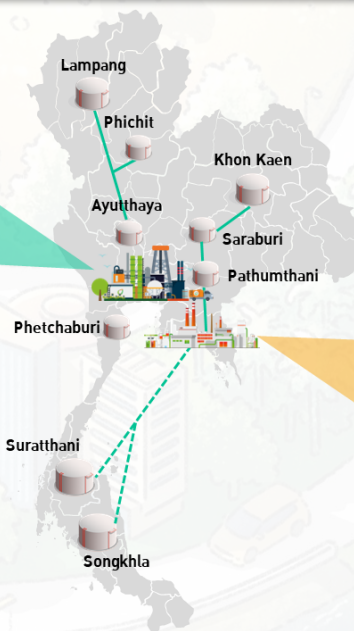 Lampang
Phichit
Khon Kaen
Ayutthaya
Saraburi
Pathumthani
Phetchaburi
Suratthani
Songkhla